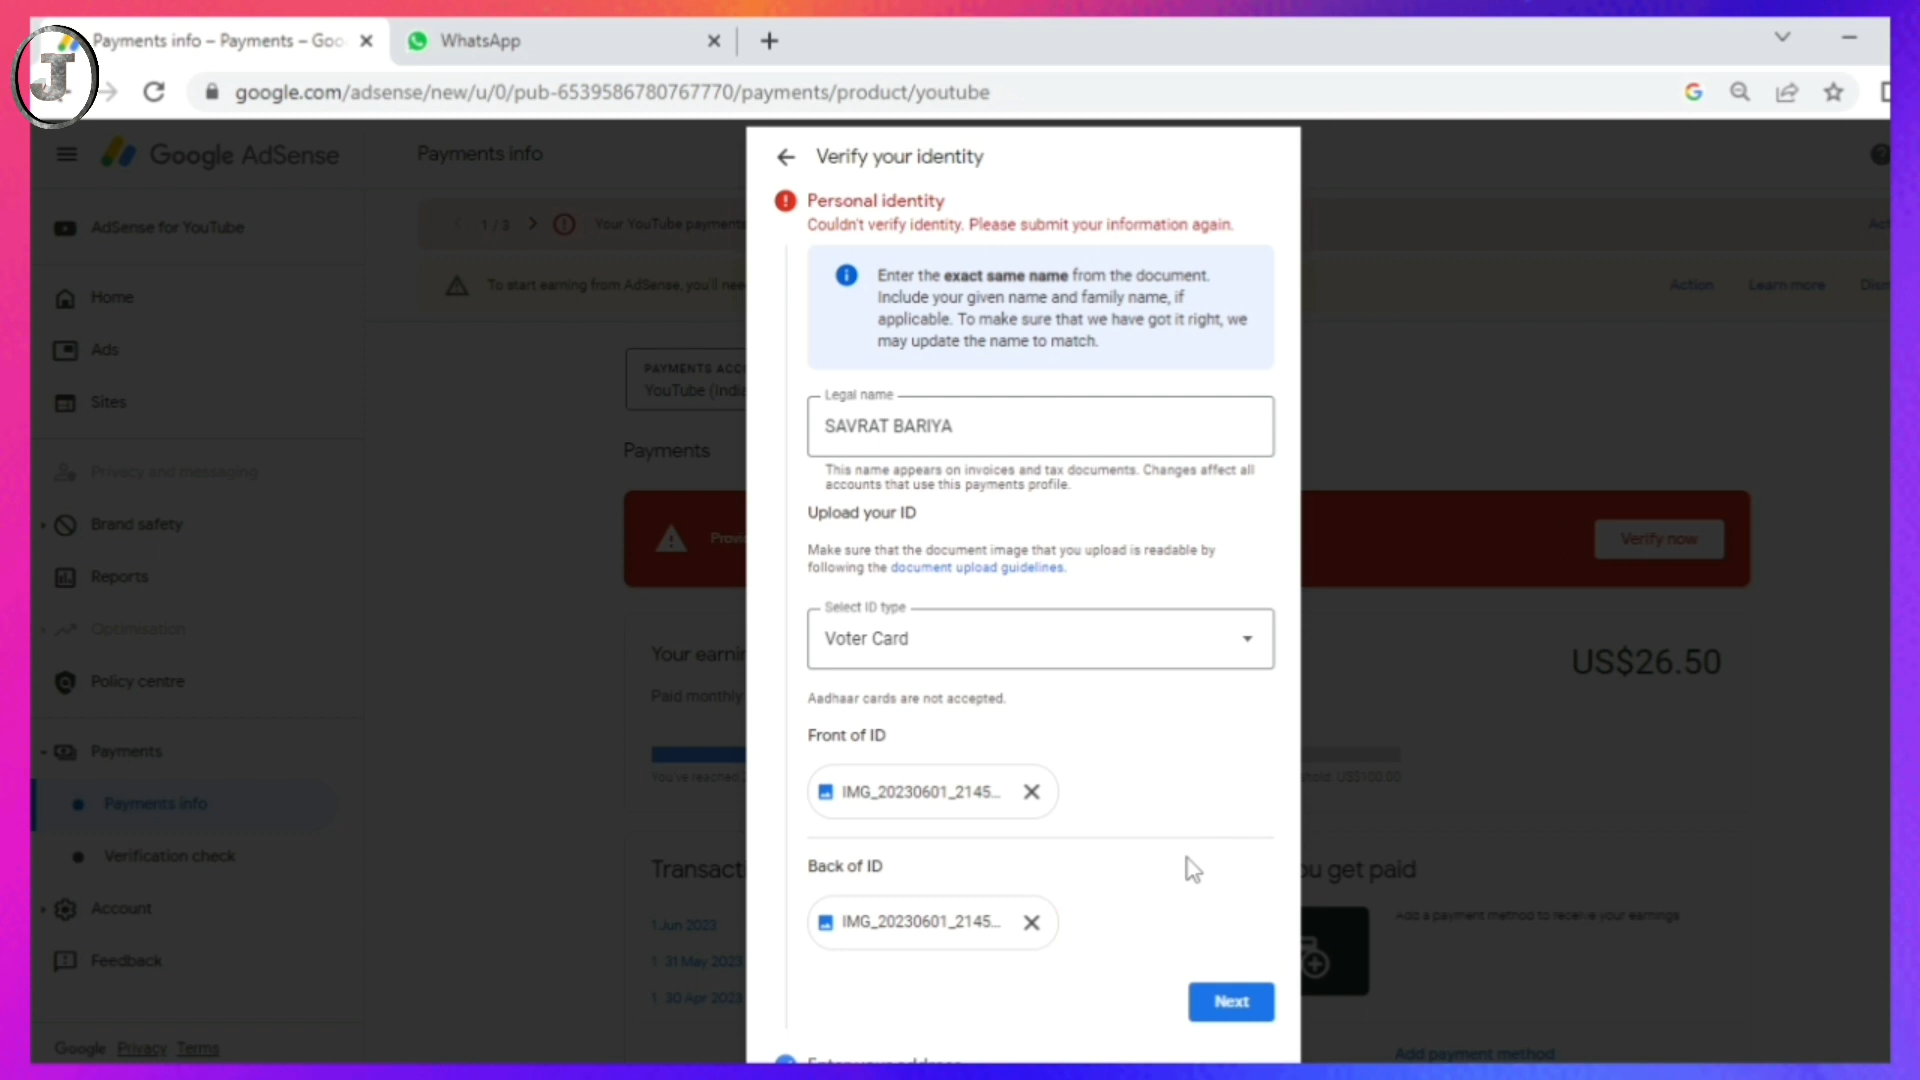 Payments info – Payments – Goo
WhatsApp
J
google.com/adsense/new/u/0/pub-6539586780767770/payments/product/youtube
Google AdSense
Payments info
AdSense for YouTube
Home
Ads
Sites
Privacy and messaging
Brand safety
Reports
Optimisation
Policy centre
Payments
Payments info
Verification check
Account
Feedback
Google Privacy Terms
1 / 3
Your YouTube payments
To start earning from AdSense, you'll nee
Action Learn more
PAYMENTS ACC
YouTube (India
Payments
Provi
Verify now
Your earnin
Paid monthly
US$26.50
You've reached
shold: US$100.00
Transact
1 Jun 2023
1 31 May 2023
1 30 Apr 2023
ou get paid
Add a payment method to receive your earnings
Add payment method
Verify your identity
Personal identity
Couldn't verify identity. Please submit your information again.
Enter the exact same name from the document.
Include your given name and family name, if
applicable. To make sure that we have got it right, we
may update the name to match.
Legal name
SAVRAT BARIYA
This name appears on invoices and tax documents. Changes affect all
accounts that use this payments profile.
Upload your ID
Make sure that the document image that you upload is readable by
following the document upload guidelines.
Select ID type
Voter Card
Aadhaar cards are not accepted.
Front of ID
IMG_20230601_2145...
Back of ID
IMG_20230601_2145...
Next
Enter your address